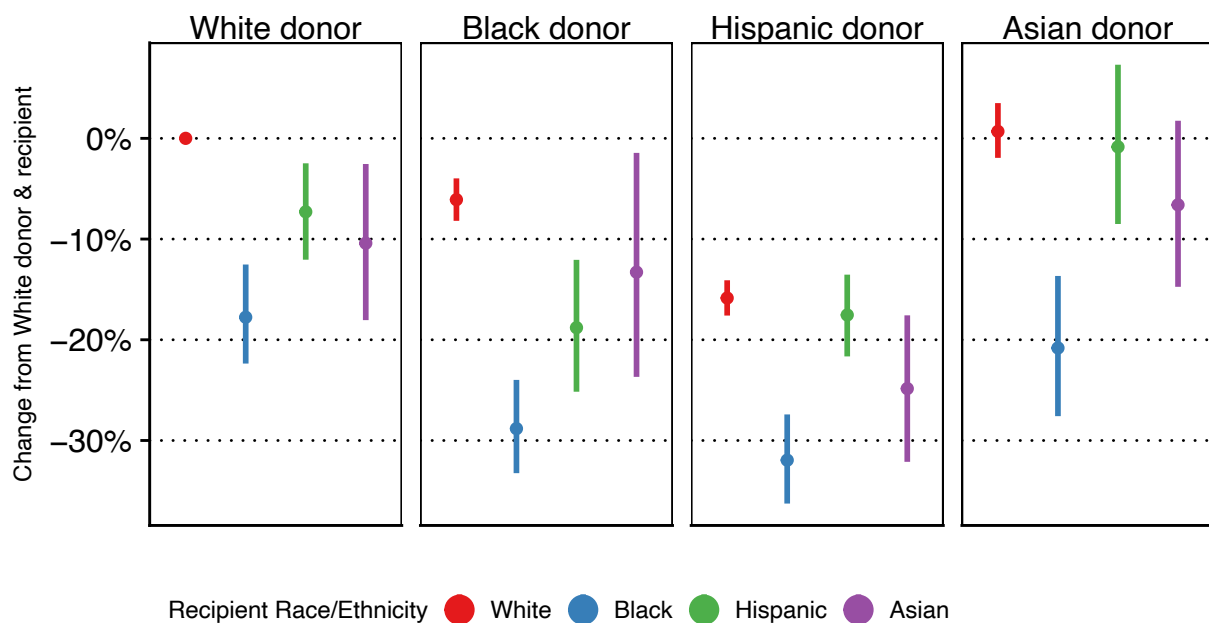 White donor
Black donor
Hispanic donor
Asian donor
Change from White donor & recipient
0%
−10%
−20%
−30%
Recipient Race/Ethnicity White Black Hispanic Asian